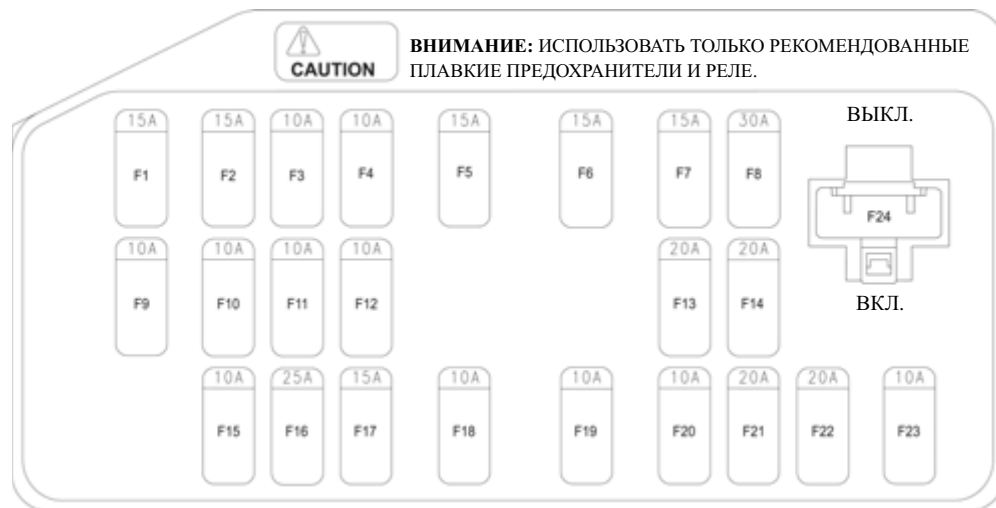 CAUTION
ВНИМАНИЕ: ИСПОЛЬЗОВАТЬ ТОЛЬКО РЕКОМЕНДОВАННЫЕ
ПЛАВКИЕ ПРЕДОХРАНИТЕЛИ И РЕЛЕ.
15A 15A 10A 10A 15A 15A 15A 30A ВЫКЛ.
F1 F2 F3 F4 F5 F6 F7 F8
F24
10A 10A 10A 10A 20A 20A
F9 F10 F11 F12 F13 F14 ВКЛ.
10A 25A 15A 10A 10A 10A 20A 20A 10A
F15 F16 F17 F18 F19 F20 F21 F22 F23